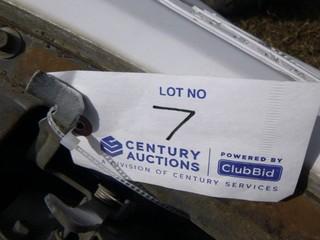 LOT NO
7
CENTURY
AUCTIONS
A DIVISION OF CENTURY SERVICES
POWERED BY
ClubBid